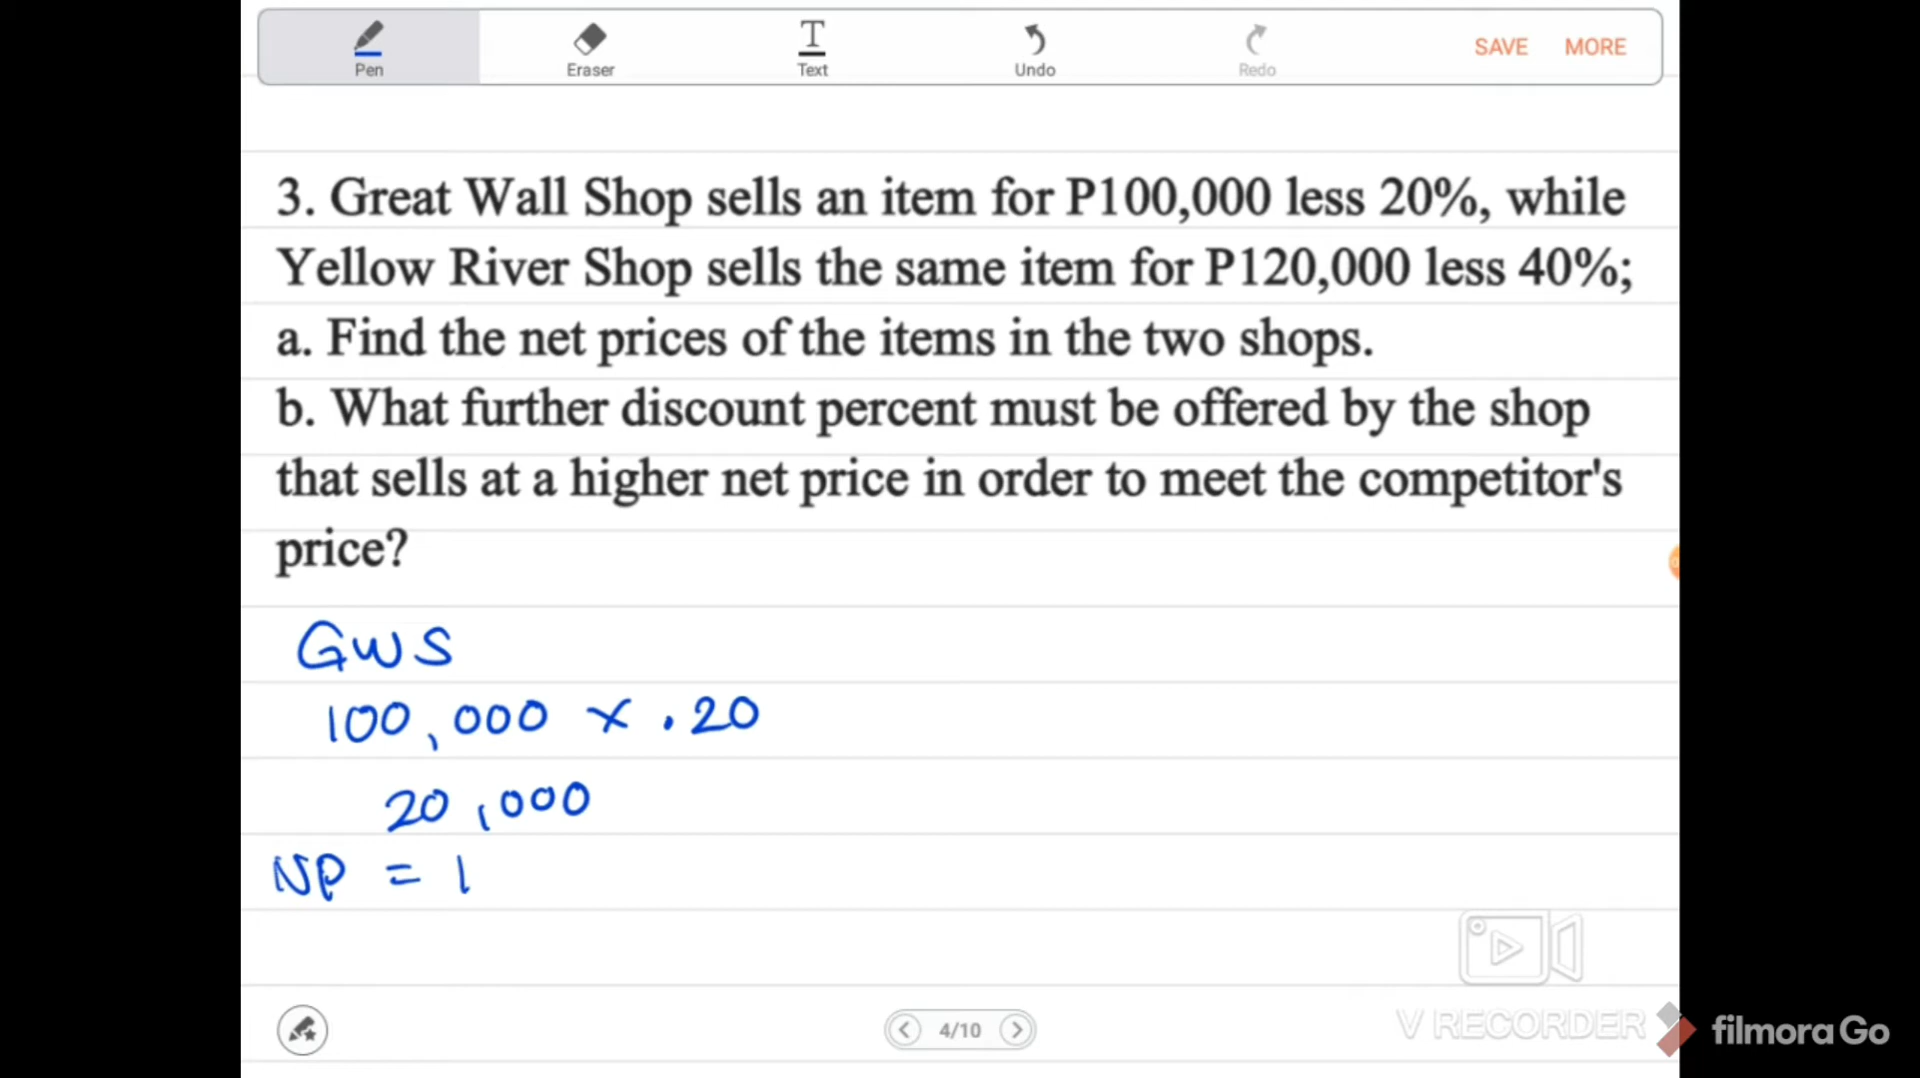 Pen
Eraser
T
Text
Undo
Redo
SAVE
MORE
3. Great Wall Shop sells an item for P100,000 less 20%, while
Yellow River Shop sells the same item for P120,000 less 40%;
a. Find the net prices of the items in the two shops.
b. What further discount percent must be offered by the shop
that sells at a higher net price in order to meet the competitor's
price?
GWS
100,000 x .20
20,000
NP = 1
4/10
V RECORDER
filmora Go